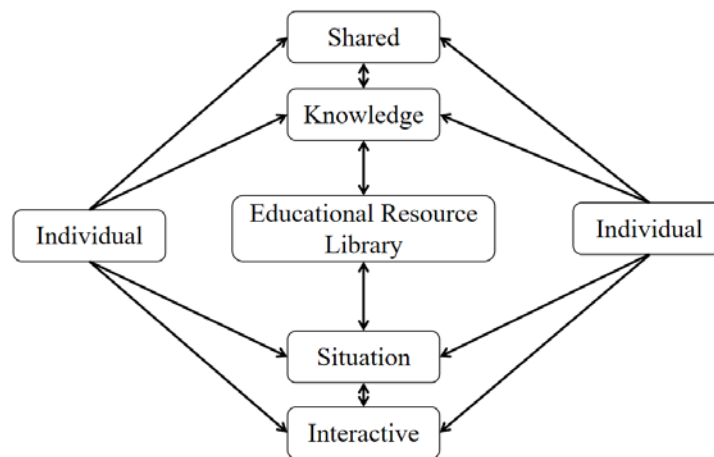 Shared
Knowledge
Individual
Educational Resource
Library
Individual
Situation
Interactive